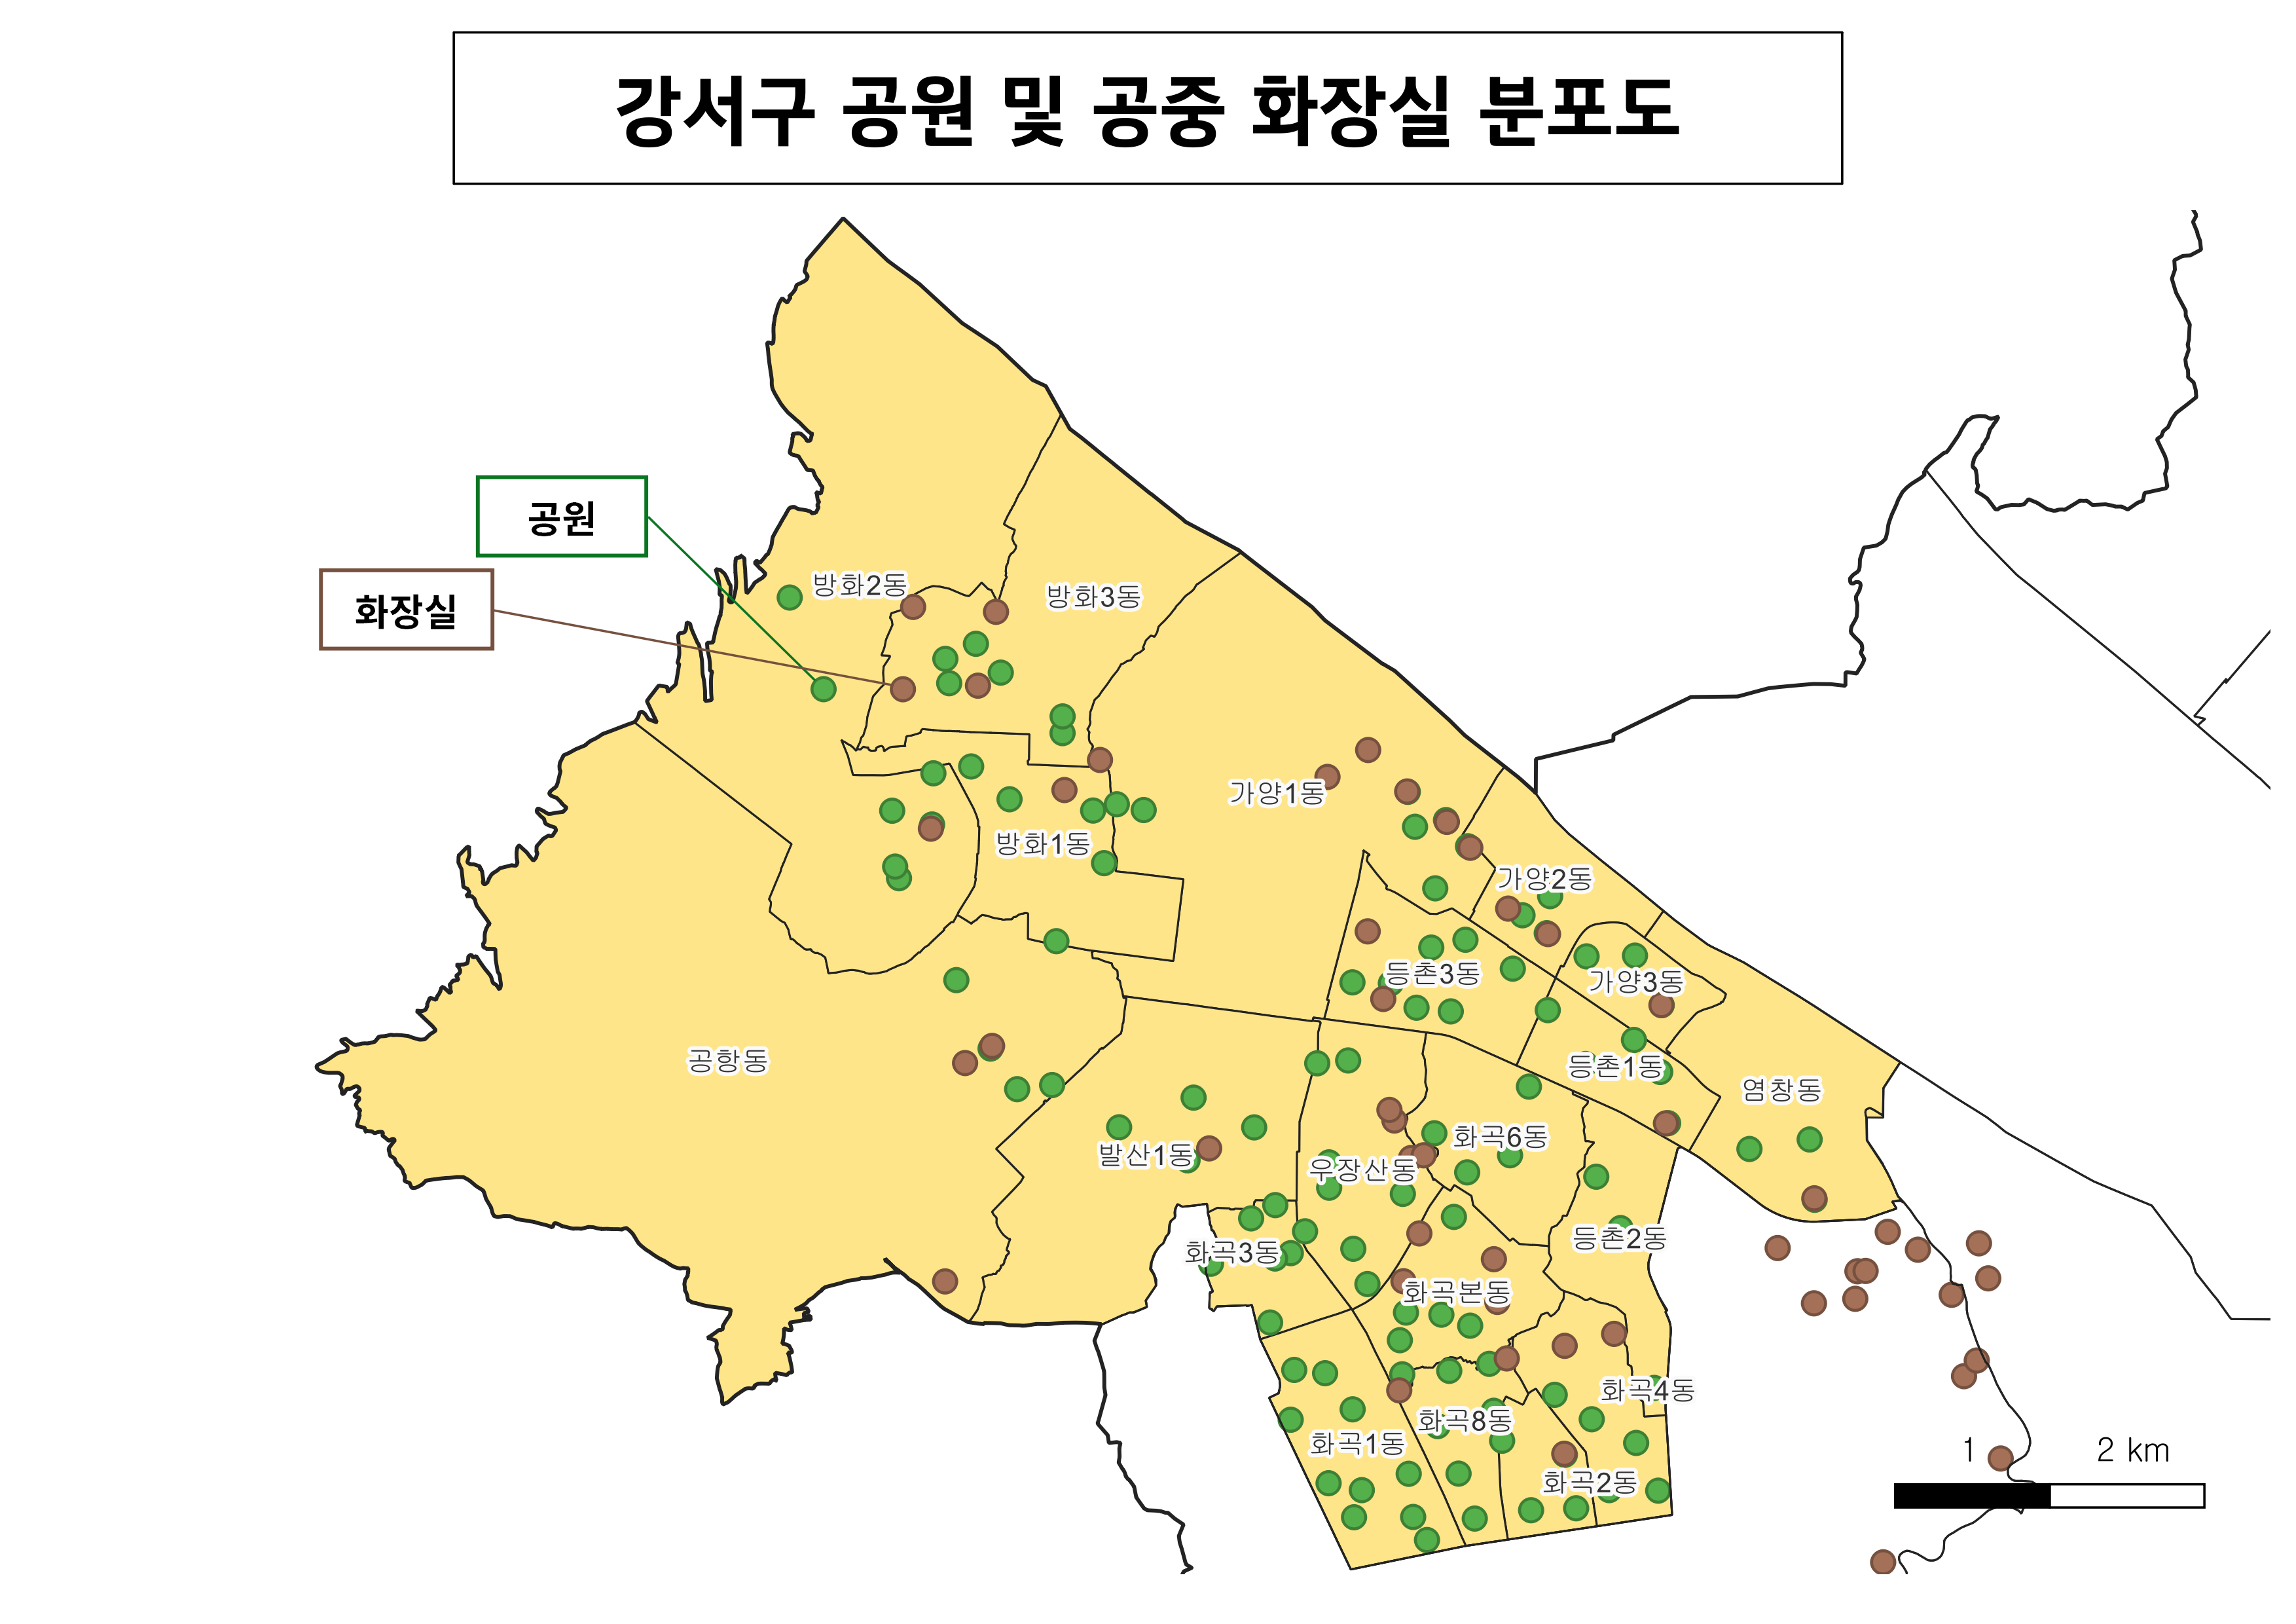 강서구 공원 및 공중 화장실 분포도
공원
화장실
방화2동
방화3동
가양1동
방화1동
가양2동
등촌3동
가양3동
공항동
등촌1동
염창동
발산1동
화곡6동
우장산동
등촌2동
화곡3동
화곡본동
화곡4동
화곡8동
화곡1동
화곡2동
1 2 km